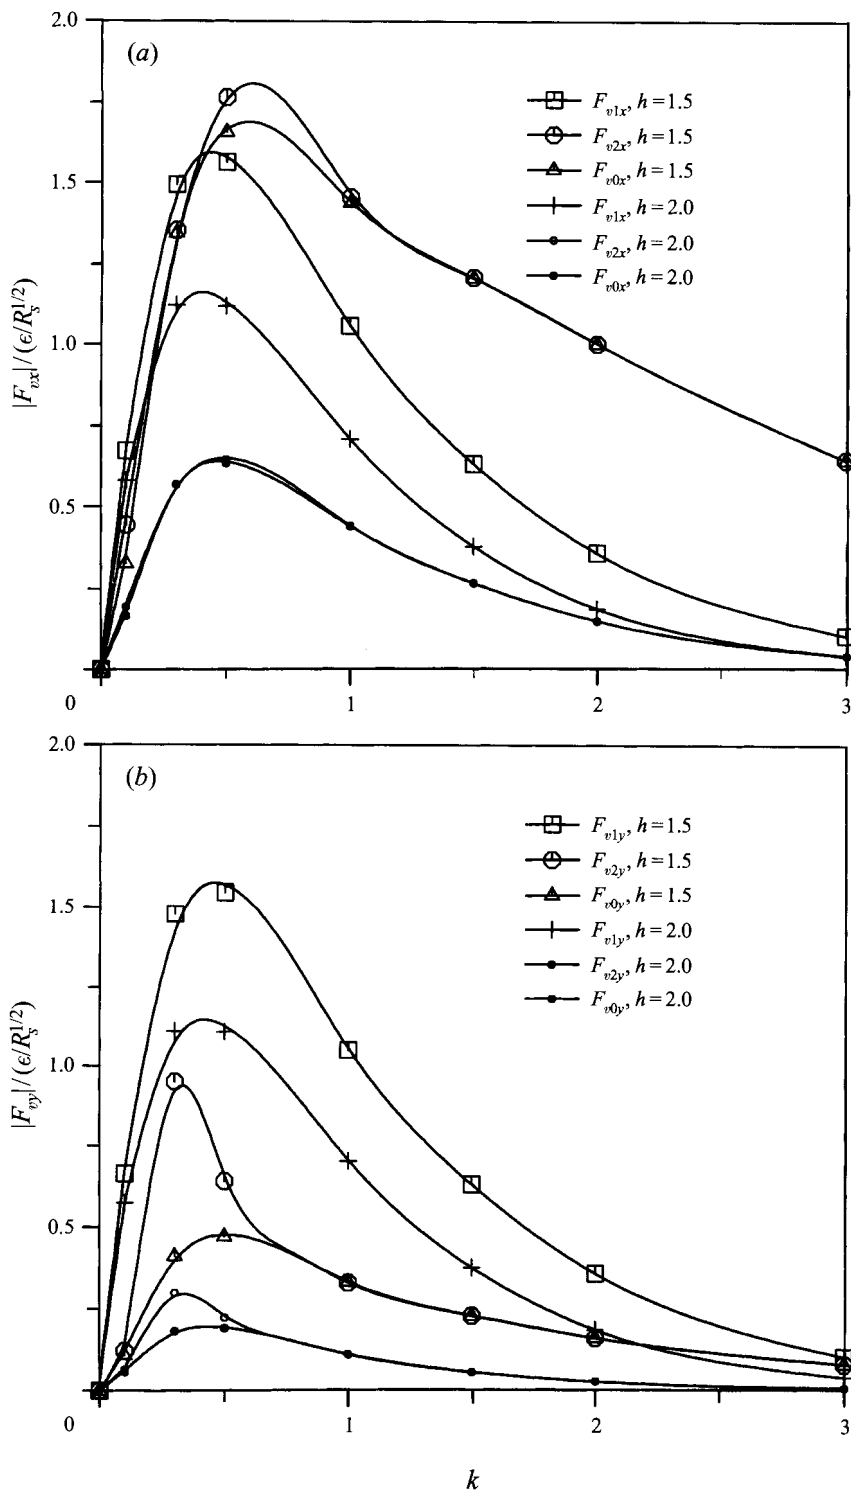 (a)
2.0
1.5
1.0
0.5
0
1
2
3
|F_{vx}|/(ϵ/R_s^{1/2})
F_{v1x}, h = 1.5
F_{v2x}, h = 1.5
F_{v0x}, h = 1.5
F_{v1x}, h = 2.0
F_{v2x}, h = 2.0
F_{v0x}, h = 2.0
(b)
2.0
1.5
1.0
0.5
0
1
2
3
|F_{vy}|/(ϵ/R_s^{1/2})
F_{v1y}, h = 1.5
F_{v2y}, h = 1.5
F_{v0y}, h = 1.5
F_{v1y}, h = 2.0
F_{v2y}, h = 2.0
F_{v0y}, h = 2.0
k